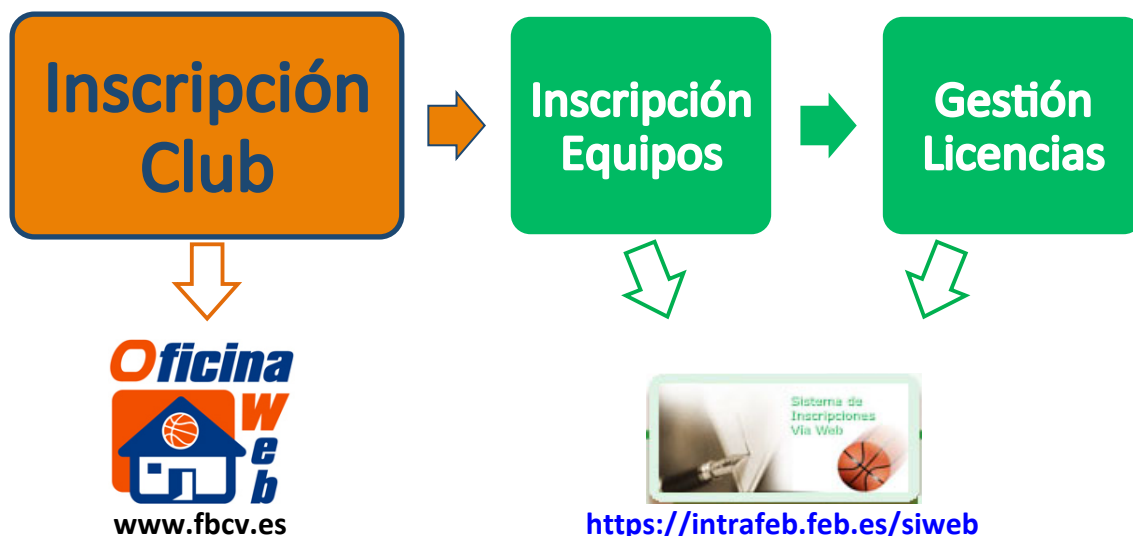 Inscripción
Club
Inscripción
Equipos
Gestión
Licencias
Oficina
Web
www.fbcv.es
Sistema de
Inscripciones
Via Web
https://intrafeb.feb.es/siweb